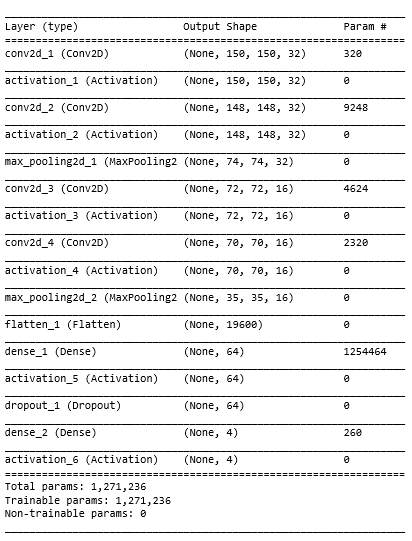 Layer (type) Output Shape Param #
conv2d_1 (Conv2D) (None, 150, 150, 32) 320
activation_1 (Activation) (None, 150, 150, 32) 0
conv2d_2 (Conv2D) (None, 148, 148, 32) 9248
activation_2 (Activation) (None, 148, 148, 32) 0
max_pooling2d_1 (MaxPooling2 (None, 74, 74, 32) 0
conv2d_3 (Conv2D) (None, 72, 72, 16) 4624
activation_3 (Activation) (None, 72, 72, 16) 0
conv2d_4 (Conv2D) (None, 70, 70, 16) 2320
activation_4 (Activation) (None, 70, 70, 16) 0
max_pooling2d_2 (MaxPooling2 (None, 35, 35, 16) 0
flatten_1 (Flatten) (None, 19600) 0
dense_1 (Dense) (None, 64) 1254464
activation_5 (Activation) (None, 64) 0
dropout_1 (Dropout) (None, 64) 0
dense_2 (Dense) (None, 4) 260
activation_6 (Activation) (None, 4) 0
Total params: 1,271,236
Trainable params: 1,271,236
Non-trainable params: 0